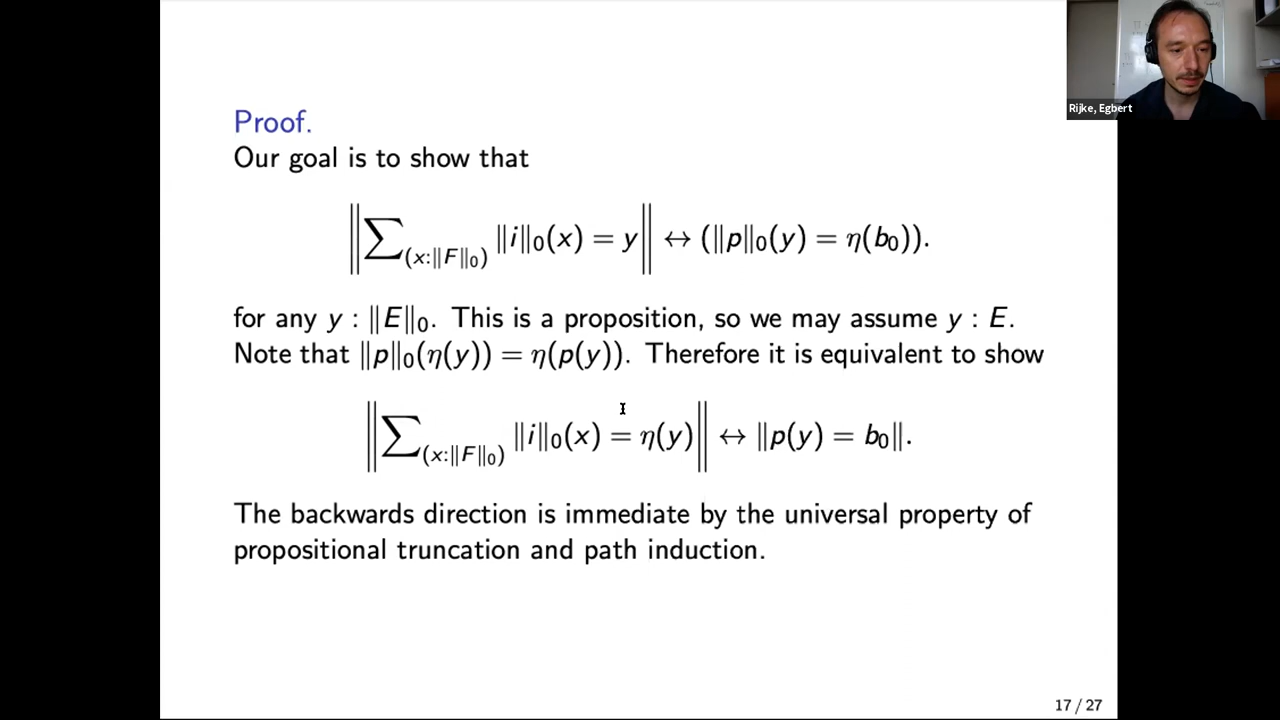 Rijke, Egbert
Proof.
Our goal is to show that
‖∑_(x:‖F‖₀) ‖i‖₀(x) = y‖ ↔ (‖p‖₀(y) = η(b₀)).
for any y : ‖E‖₀. This is a proposition, so we may assume y : E.
Note that ‖p‖₀(η(y)) = η(p(y)). Therefore it is equivalent to show
‖∑_(x:‖F‖₀) ‖i‖₀(x) = η(y)‖ ↔ ‖p(y) = b₀‖.
The backwards direction is immediate by the universal property of
propositional truncation and path induction.
17 / 27